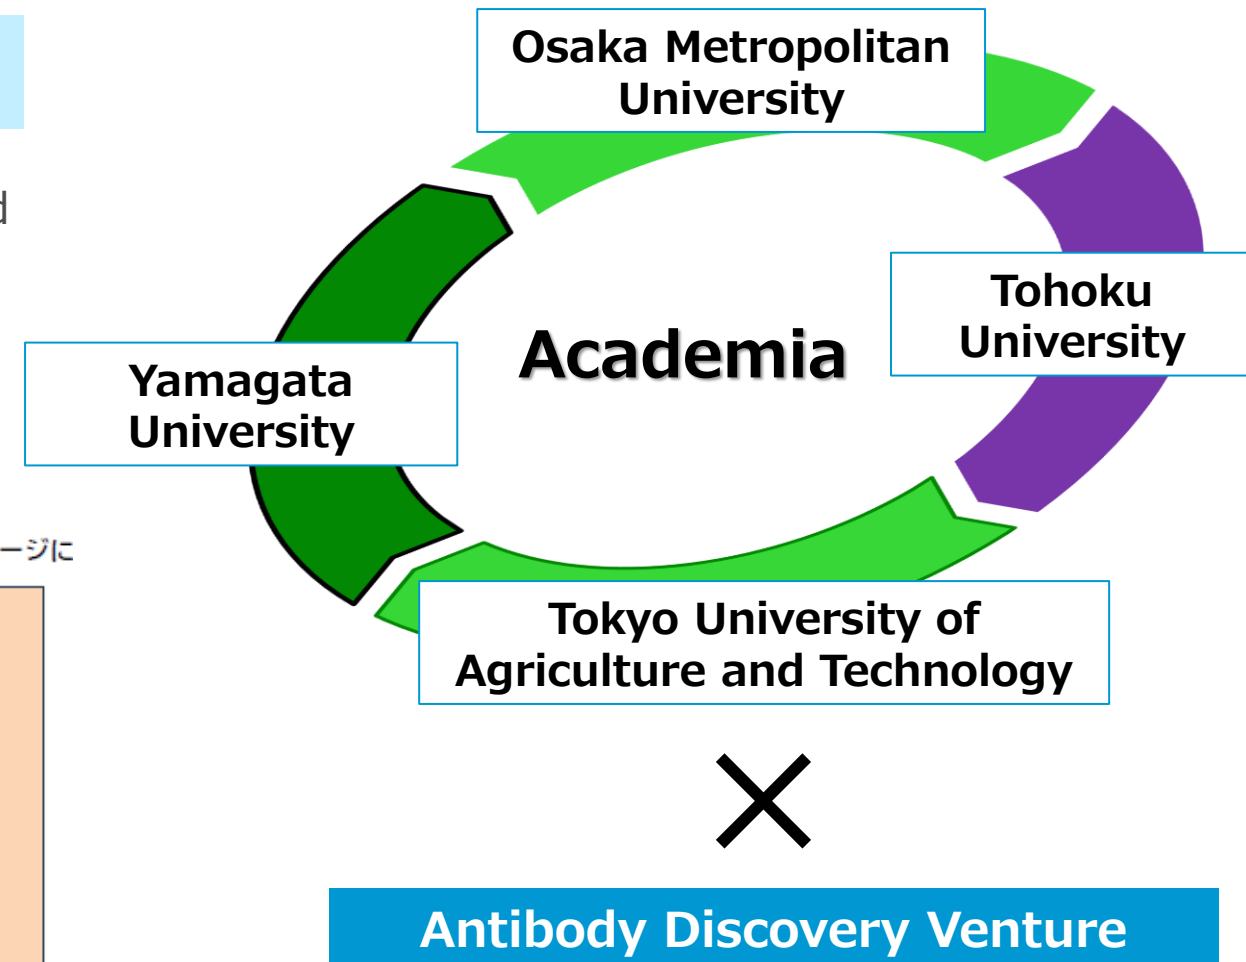 Osaka Metropolitan
University
Tohoku
University
Academia
Yamagata
University
ージに
Tokyo University of
Agriculture and Technology
×
Antibody Discovery Venture